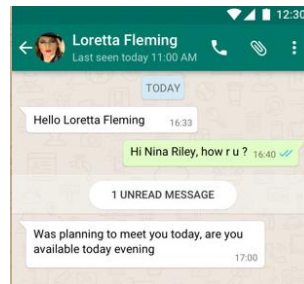 12:30
Loretta Fleming
Last seen today 11:00 AM
TODAY
Hello Loretta Fleming 16:33
Hi Nina Riley, how r u ? 16:40
1 UNREAD MESSAGE
Was planning to meet you today, are you
available today evening
17:00